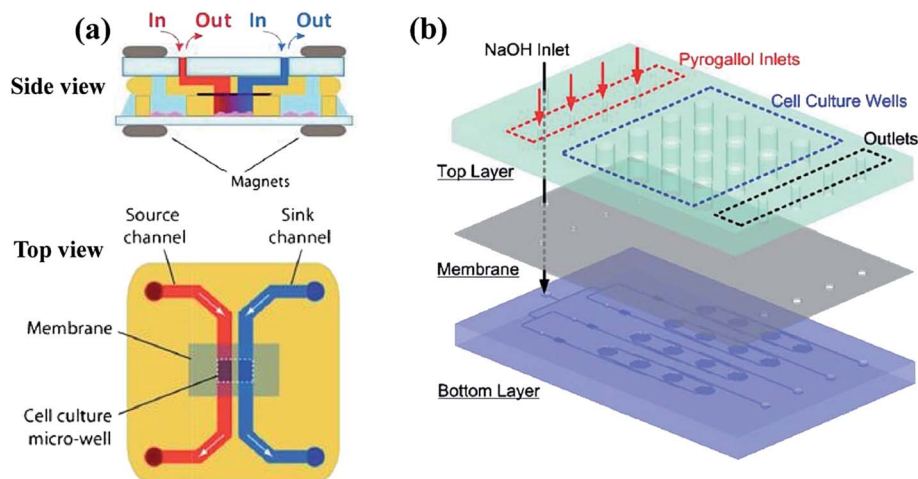 (a)
In Out In Out
Side view
Magnets
Source
channel
Sink
channel
Top view
Membrane
Cell culture
micro-well
(b)
NaOH Inlet
Pyrogallol Inlets
Cell Culture Wells
Outlets
Top Layer
Membrane
Bottom Layer